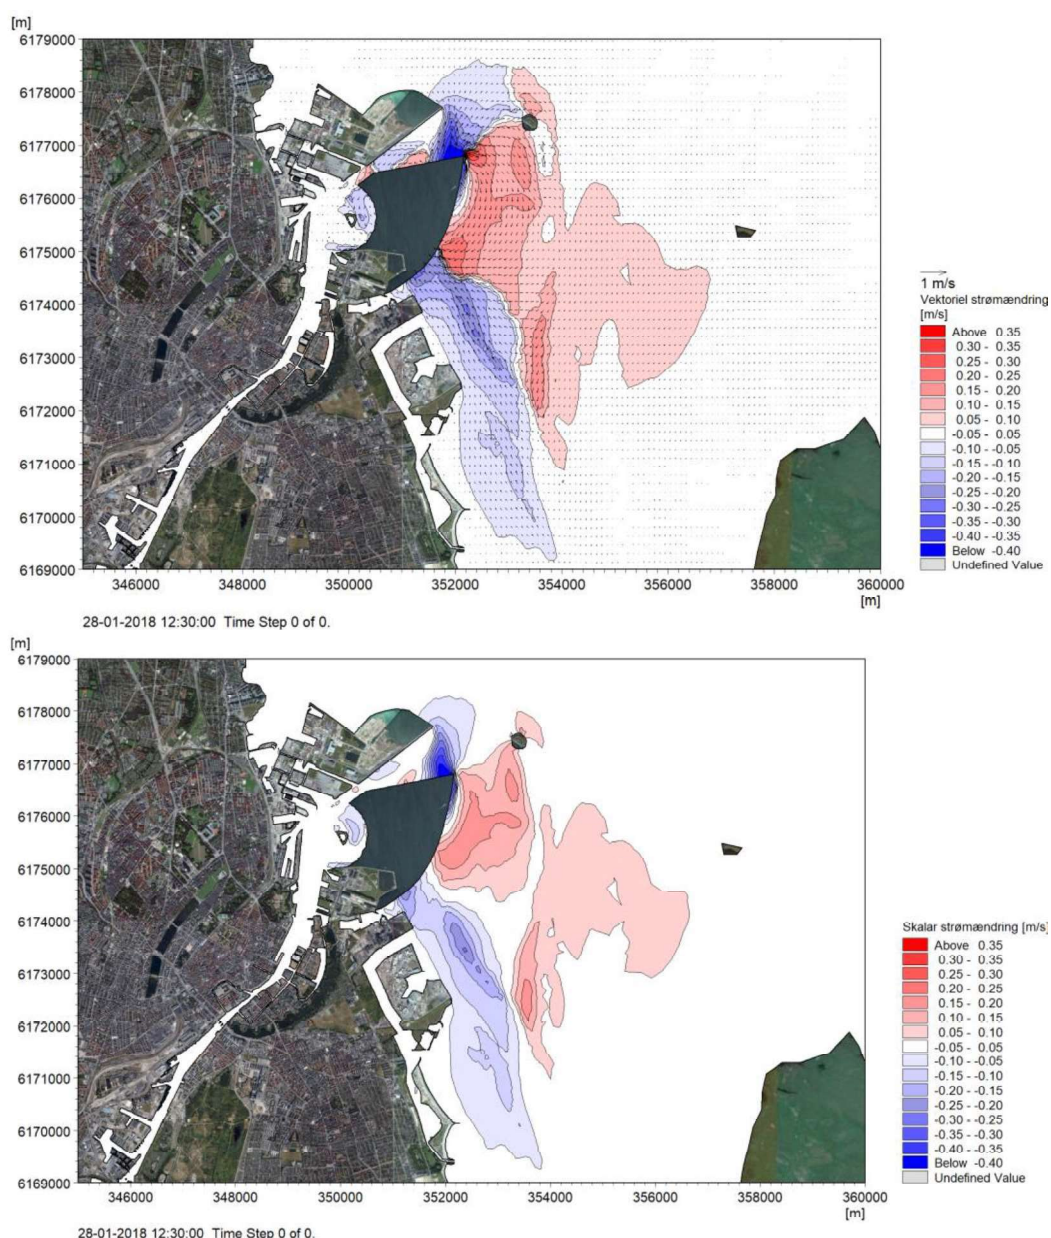 [m]
6179000
6178000
6177000
6176000
6175000
6174000
6173000
6172000
6171000
6170000
6169000
346000 348000 350000 352000 354000 356000 358000 360000
[m]
28-01-2018 12:30:00 Time Step 0 of 0.
1 m/s
Vektoriel strømændring
[m/s]
Above 0.35
0.30 - 0.35
0.25 - 0.30
0.20 - 0.25
0.15 - 0.20
0.10 - 0.15
0.05 - 0.10
-0.05 - 0.05
-0.10 - -0.05
-0.15 - -0.10
-0.20 - -0.15
-0.25 - -0.20
-0.30 - -0.25
-0.35 - -0.30
-0.40 - -0.35
Below -0.40
Undefined Value
[m]
6179000
6178000
6177000
6176000
6175000
6174000
6173000
6172000
6171000
6170000
6169000
346000 348000 350000 352000 354000 356000 358000 360000
[m]
28-01-2018 12:30:00 Time Step 0 of 0.
Skalar strømændring [m/s]
Above 0.35
0.30 - 0.35
0.25 - 0.30
0.20 - 0.25
0.15 - 0.20
0.10 - 0.15
0.05 - 0.10
-0.05 - 0.05
-0.10 - -0.05
-0.15 - -0.10
-0.20 - -0.15
-0.25 - -0.20
-0.30 - -0.25
-0.35 - -0.30
-0.40 - -0.35
Below -0.40
Undefined Value